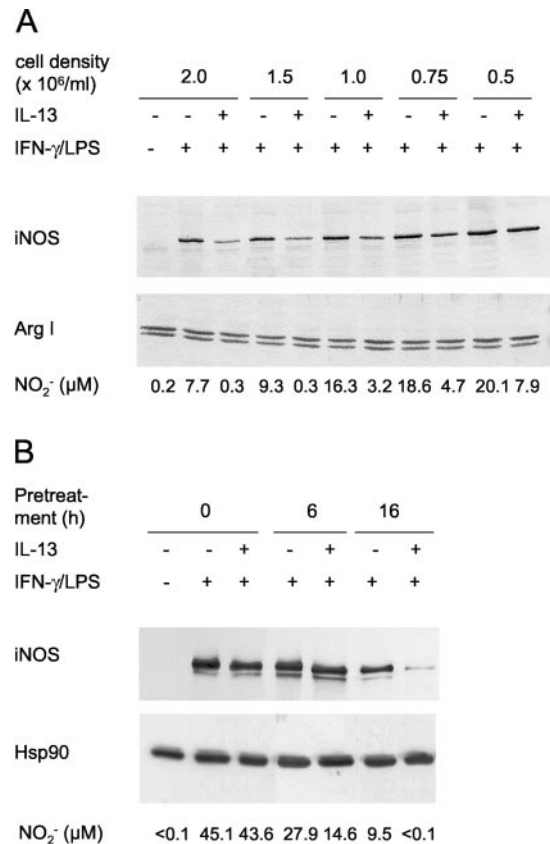 A
cell density
(x 10⁶/ml)
2.0 1.5 1.0 0.75 0.5
IL-13 - - + - + - + - + - +
IFN-γ/LPS - + + + + + + + + + +
iNOS
Arg I
NO₂⁻ (µM) 0.2 7.7 0.3 9.3 0.3 16.3 3.2 18.6 4.7 20.1 7.9
B
Pretreat-
ment (h)
0 6 16
IL-13 - - + - + - +
IFN-γ/LPS - + + + + + +
iNOS
Hsp90
NO₂⁻ (µM) <0.1 45.1 43.6 27.9 14.6 9.5 <0.1